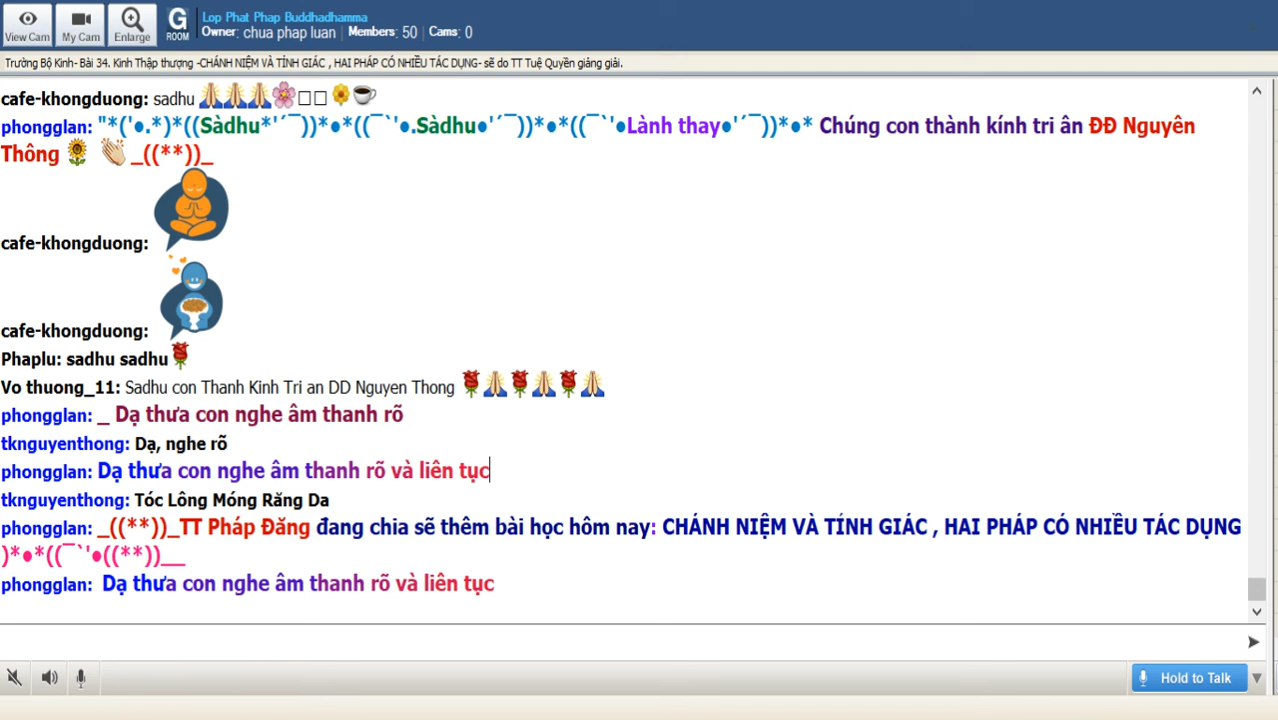 View Cam
My Cam
Enlarge
G
ROOM
Lop Phat Phap Buddhadhamma
Owner: chua phap luan | Members: 50 | Cams: 0
Trường Bộ Kinh- Bài 34. Kinh Thập thượng -CHÁNH NIỆM VÀ TỈNH GIÁC , HAI PHÁP CÓ NHIỀU TÁC DỤNG- sẽ do TT Tuệ Quyền giảng giải.
cafe-khongduong: sadhu 🙏🙏🙏🌸□□ 🌼☕
phongglan: "*('●.*)*((Sàdhu*'´¯))*●*((¯`'●.Sàdhu●'´¯))*●*((¯`'●Lành thay●'´¯))*●* Chúng con thành kính tri ân ĐĐ Nguyên
Thông 🌻 👏 _((**))_
cafe-khongduong:
cafe-khongduong:
Phaplu: sadhu sadhu🌹
Vo thuong_11: Sadhu con Thanh Kinh Tri an DD Nguyen Thong 🌹🙏🌹🙏🌹🙏
phongglan: _ Dạ thưa con nghe âm thanh rõ
tknguyenthong: Dạ, nghe rõ
phongglan: Dạ thưa con nghe âm thanh rõ và liên tục
tknguyenthong: Tóc Lông Móng Răng Da
phongglan: _((**))_TT Pháp Đăng đang chia sẽ thêm bài học hôm nay: CHÁNH NIỆM VÀ TÍNH GIÁC , HAI PHÁP CÓ NHIỀU TÁC DỤNG
)*●*((¯`'●((**))__
phongglan: Dạ thưa con nghe âm thanh rõ và liên tục
Hold to Talk